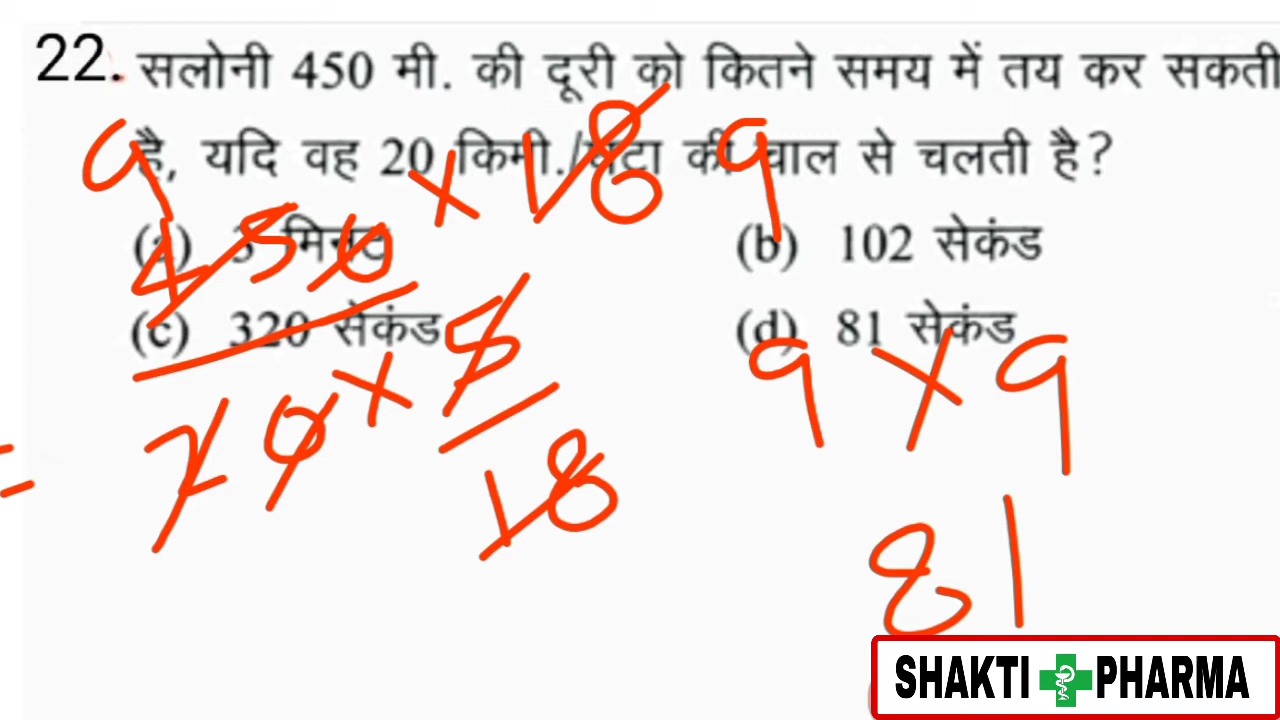 22. सलोनी 450 मी. की दूरी को कितने समय में तय कर सकती
है, यदि वह 20 किमी./घंटा की चाल से चलती है?
(a) 3 मिनट
(b) 102 सेकंड
(c) 320 सेकंड
(d) 81 सेकंड
9 450 × 18 9
= 20 × 5
18
9 × 9
81
SHAKTI PHARMA